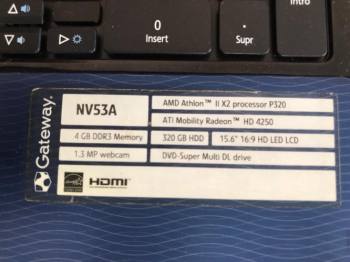 Intro
0
Insert
.
Supr
Gateway
NV53A
AMD Athlon™ II X2 processor P320
ATI Mobility Radeon™ HD 4250
4 GB DDR3 Memory
320 GB HDD
15.6" 16:9 HD LED LCD
1.3 MP webcam
DVD-Super Multi DL drive
HDMI